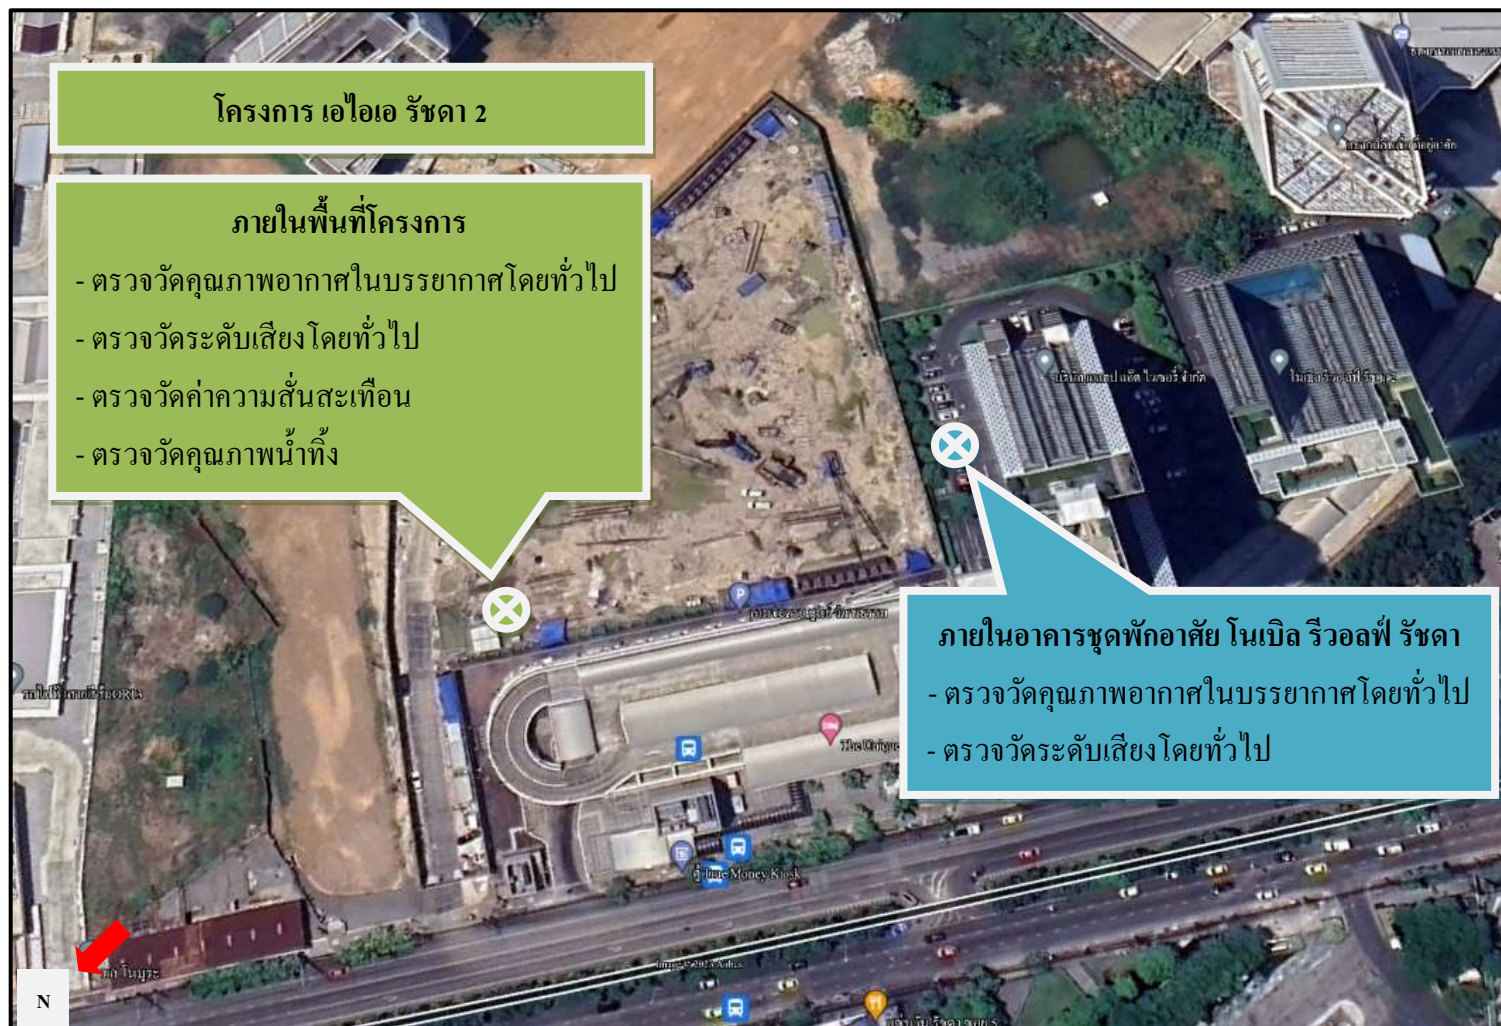 โครงการ เอไอเอ รัชดา 2
ภายในพื้นที่โครงการ
- ตรวจวัดคุณภาพอากาศในบรรยากาศโดยทั่วไป
- ตรวจวัดระดับเสียงโดยทั่วไป
- ตรวจวัดค่าความสั่นสะเทือน
- ตรวจวัดคุณภาพน้ำทิ้ง
P
The Unique
ภายในอาคารชุดพักอาศัย โนเบิล รีวอลฟ์ รัชดา
- ตรวจวัดคุณภาพอากาศในบรรยากาศโดยทั่วไป
- ตรวจวัดระดับเสียงโดยทั่วไป
ตู้ True Money Kiosk
N